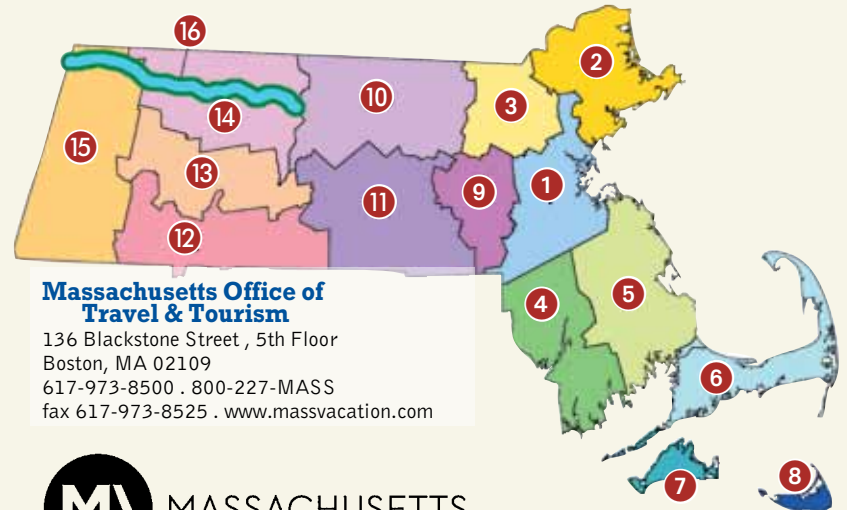 16
2
3
10
14
15
1
13
9
11
12
5
4
6
8
7
Massachusetts Office of
Travel & Tourism
136 Blackstone Street , 5th Floor
Boston, MA 02109
617-973-8500 . 800-227-MASS
fax 617-973-8525 . www.massvacation.com
MASSACHUSETTS